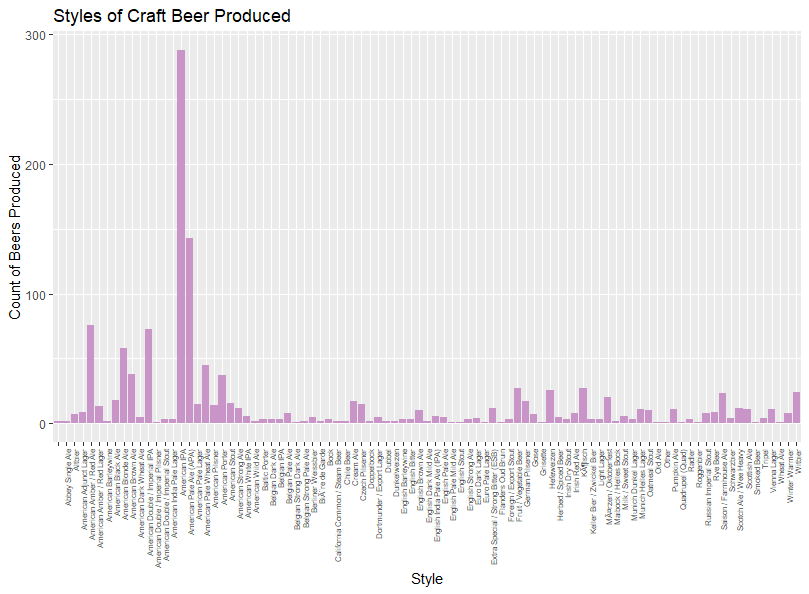 Styles of Craft Beer Produced
300
200
100
0
Count of Beers Produced
Abbey Single Ale
Altbier
American Adjunct Lager
American Amber / Red Ale
American Amber / Red Lager
American Barleywine
American Black Ale
American Blonde Ale
American Brown Ale
American Dark Wheat Ale
American Double / Imperial IPA
American Double / Imperial Pilsner
American Double / Imperial Stout
American India Pale Lager
American IPA
American Pale Ale (APA)
American Pale Lager
American Pale Wheat Ale
American Pilsner
American Porter
American Stout
American Strong Ale
American White IPA
American Wild Ale
Baltic Porter
Belgian Dark Ale
Belgian IPA
Belgian Pale Ale
Belgian Strong Dark Ale
Belgian Strong Pale Ale
Berliner Weissbier
BiÃ¨re de Garde
Bock
California Common / Steam Beer
Chile Beer
Cream Ale
Czech Pilsener
Doppelbock
Dortmunder / Export Lager
Dubbel
Dunkelweizen
English Barleywine
English Bitter
English Brown Ale
English Dark Mild Ale
English India Pale Ale (IPA)
English Pale Ale
English Pale Mild Ale
English Stout
English Strong Ale
Euro Dark Lager
Euro Pale Lager
Extra Special / Strong Bitter (ESB)
Flanders Oud Bruin
Foreign / Export Stout
Fruit / Vegetable Beer
German Pilsener
Gose
Grisette
Hefeweizen
Herbed / Spiced Beer
Irish Dry Stout
Irish Red Ale
KÃ¶lsch
Keller Bier / Zwickel Bier
Light Lager
MÃ¤rzen / Oktoberfest
Maibock / Helles Bock
Milk / Sweet Stout
Munich Dunkel Lager
Munich Helles Lager
Oatmeal Stout
Old Ale
Other
Pumpkin Ale
Quadrupel (Quad)
Radler
Roggenbier
Russian Imperial Stout
Rye Beer
Saison / Farmhouse Ale
Schwarzbier
Scotch Ale / Wee Heavy
Scottish Ale
Smoked Beer
Tripel
Vienna Lager
Wheat Ale
Winter Warmer
Witbier
Style